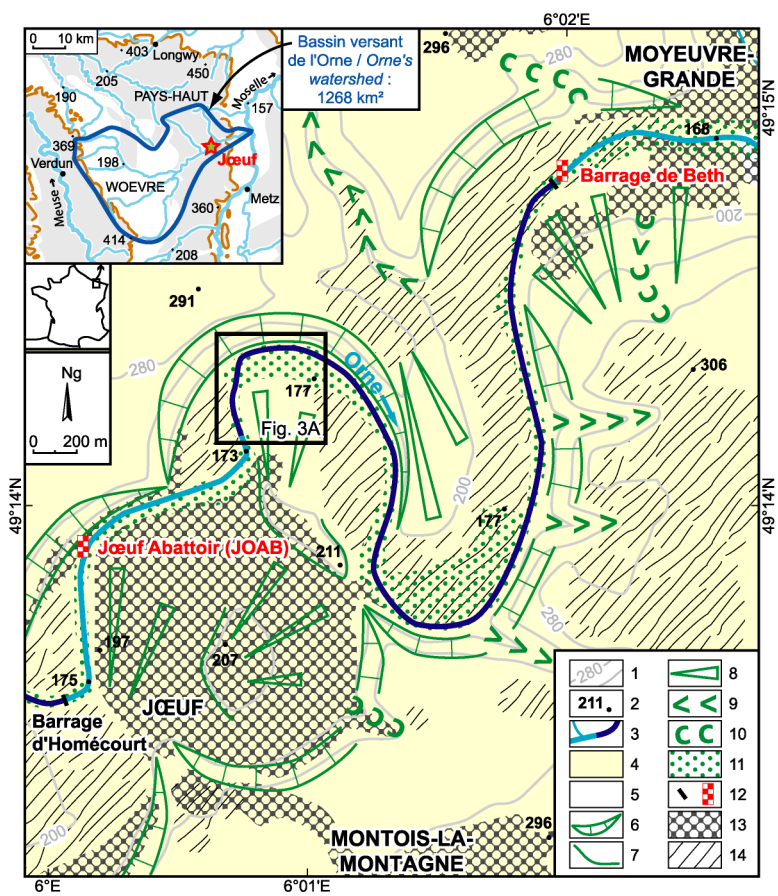 6°02'E
0 10 km
403
Longwy
450
205
190
PAYS-HAUT
Moselle
157
369
Verdun
198
Jœuf
WOEVRE
Meuse
Metz
360
414
208
Bassin versant
de l'Orne / Orne's
watershed :
1268 km²
296
280
MOYEUVRE-
GRANDE
49°15'N
168
Barrage de Beth
200
291
280
306
Ng
0 200 m
Orne
177
Fig. 3A
173
200
177
49°14'N
49°14'N
Jœuf Abattoir (JOAB)
211
280
197
207
175
JŒUF
Barrage
d'Homécourt
200
296
MONTOIS-LA-
MONTAGNE
280 1
211 2
3
4
5
6
7
8
9
10
11
12
13
14
6°E
6°01'E